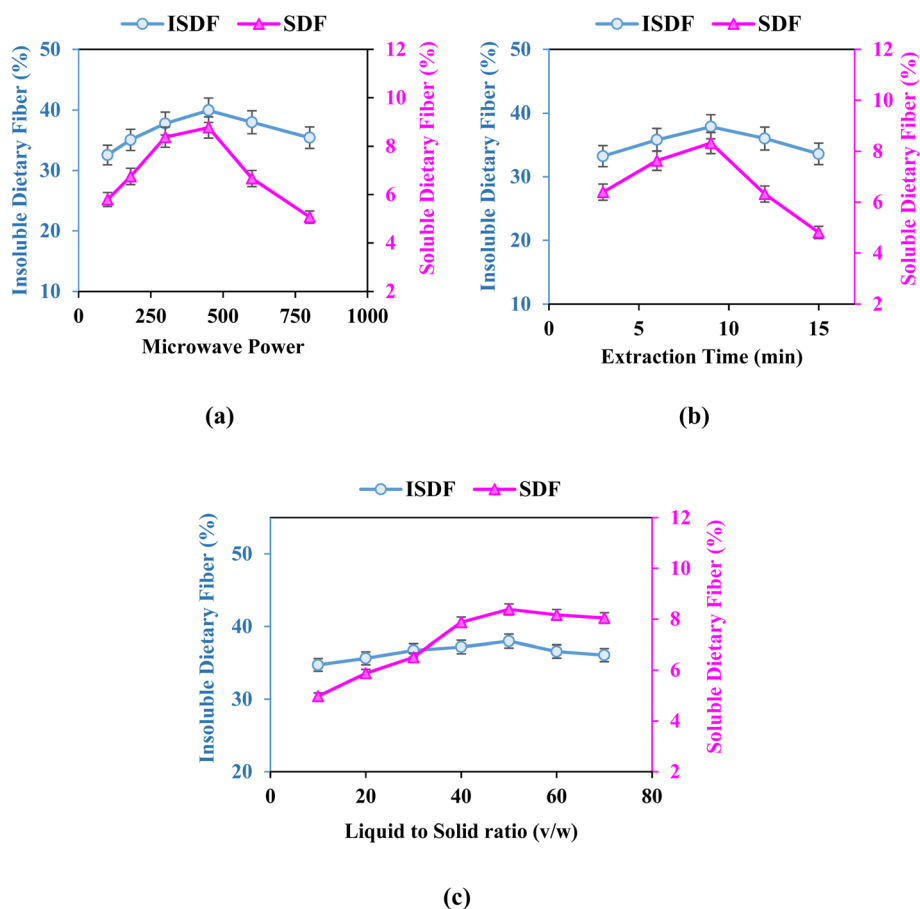 ISDF SDF
Insoluble Dietary Fiber (%)
50
40
30
20
10
12
10
8
6
4
2
Soluble Dietary Fiber (%)
0 250 500 750 1000
Microwave Power
(a)
ISDF SDF
Insoluble Dietary Fiber (%)
50
40
30
20
10
12
10
8
6
4
2
Soluble Dietary Fiber (%)
0 5 10 15
Extraction Time (min)
(b)
ISDF SDF
Insoluble Dietary Fiber (%)
50
40
30
20
12
10
8
6
4
2
Soluble Dietary Fiber (%)
0 20 40 60 80
Liquid to Solid ratio (v/w)
(c)